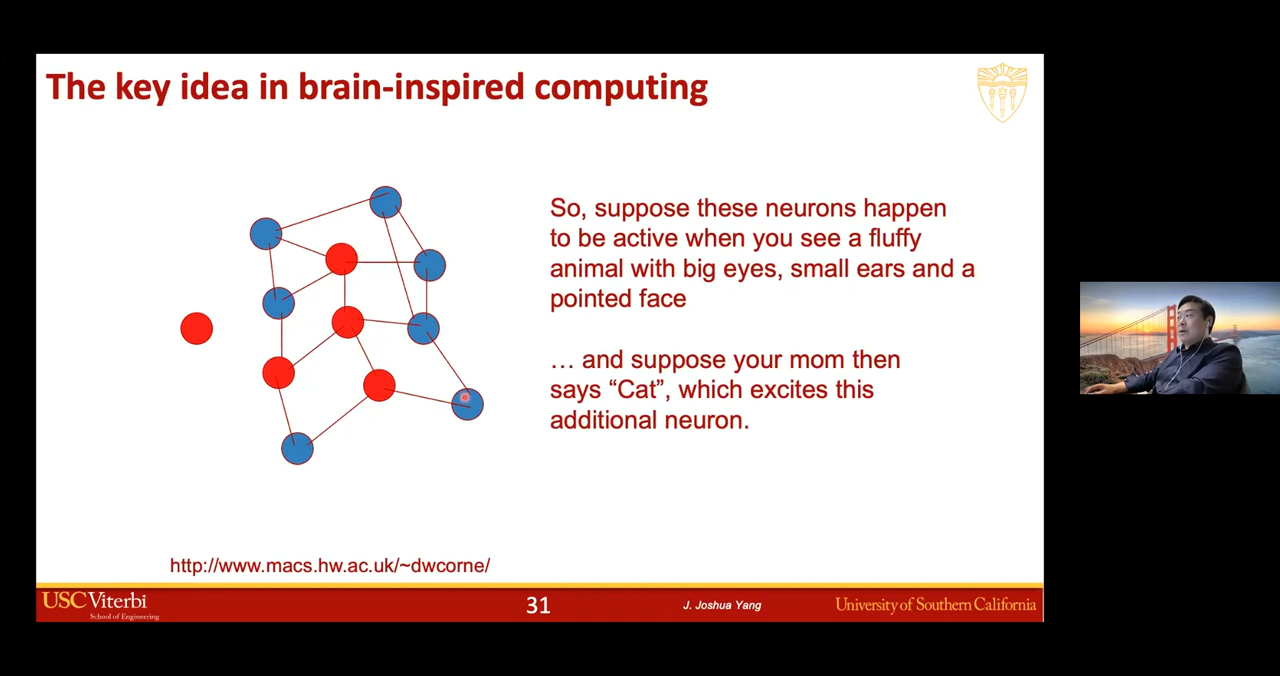 The key idea in brain-inspired computing
So, suppose these neurons happen
to be active when you see a fluffy
animal with big eyes, small ears and a
pointed face
… and suppose your mom then
says “Cat”, which excites this
additional neuron.
http://www.macs.hw.ac.uk/~dwcorne/
USC Viterbi
School of Engineering
31
J. Joshua Yang
University of Southern California